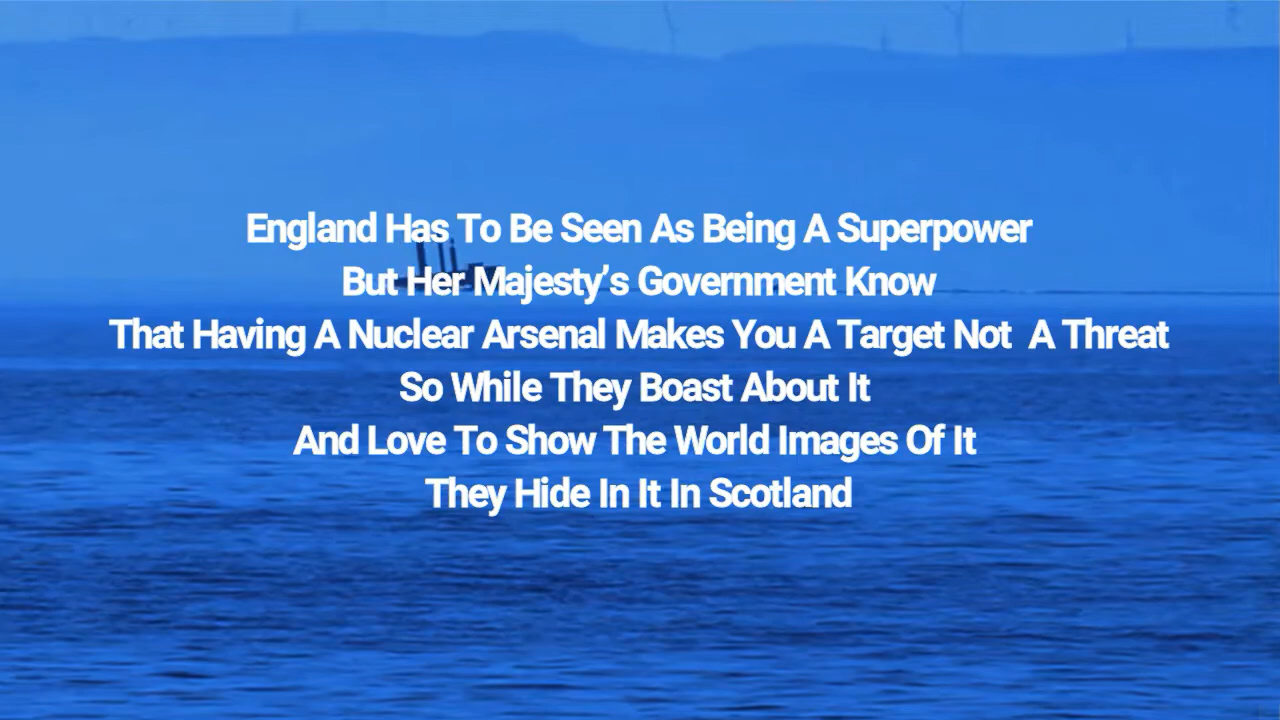 England Has To Be Seen As Being A Superpower
But Her Majesty’s Government Know
That Having A Nuclear Arsenal Makes You A Target Not  A Threat
So While They Boast About It
And Love To Show The World Images Of It
They Hide In It In Scotland